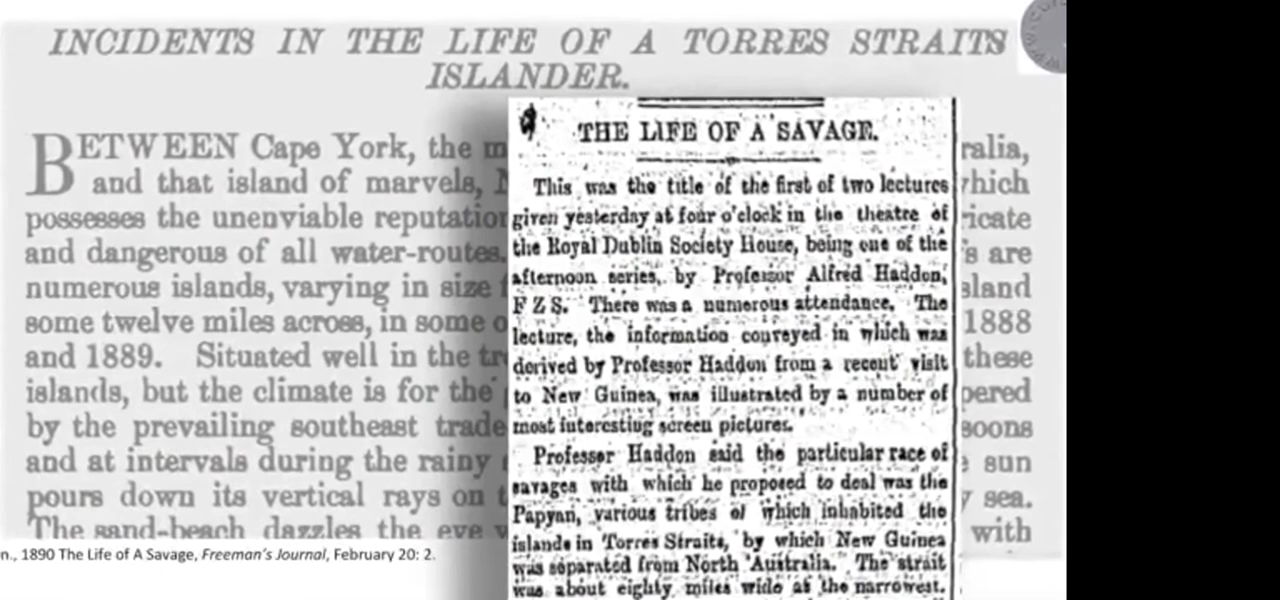 INCIDENTS IN THE LIFE OF A TORRES STRAITS
ISLANDER.
BETWEEN Cape York, the
ralia,
and that island of marvels,
which
possesses the unenviable
ricate
and dangerous of all water-routes.
's are
numerous islands, varying in size
sland
some twelve miles across, in some
1888
and 1889. Situated well in the
these
islands, but the climate is for the
pered
by the prevailing southeast trade
soons
and at intervals during the rainy
sun
pours down its vertical rays on
sea.
The sand-beach dazzles the eye
with
THE LIFE OF A SAVAGE.
This was the title of the first of two lectures
given yesterday at four o'clock in the theatre of
the Royal Dublin Society House, being one of the
afternoon series, by Professor Alfred Haddon,
F Z S. There was a numerous attendance. The
lecture, the information conveyed in which was
derived by Professor Haddon from a recent visit
to New Guinea, was illustrated by a number of
most interesting screen pictures.
Professor Haddon said the particular race of
savages with which he proposed to deal was the
Papyan, various tribes of which inhabited the
islands in Torres Straits, by which New Guinea
was separated from North Australia. The strait
was about eighty miles wide at the narrowest.
n., 1890 The Life of A Savage, Freeman's Journal, February 20: 2.